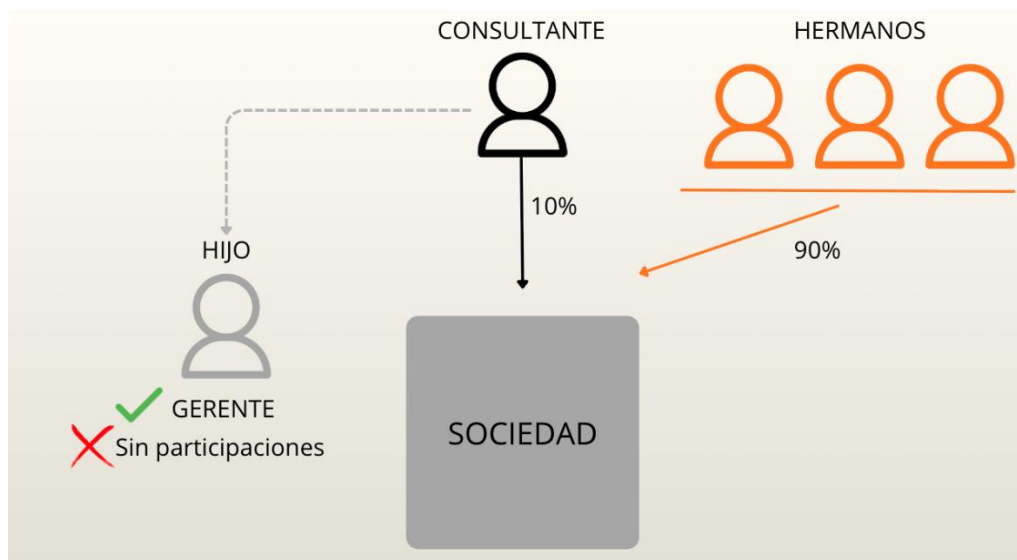 CONSULTANTE
HERMANOS
10%
90%
HIJO
GERENTE
Sin participaciones
SOCIEDAD